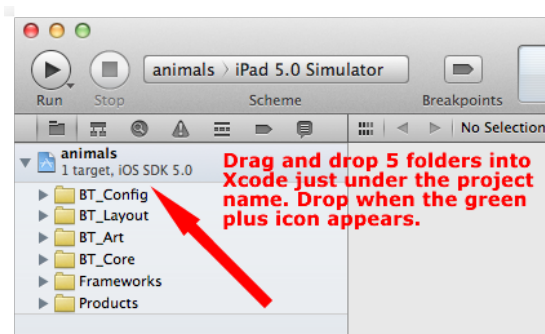 animals › iPad 5.0 Simulator
Run Stop Scheme Breakpoints
No Selection
animals
1 target, iOS SDK 5.0
Drag and drop 5 folders into
Xcode just under the project
name. Drop when the green
plus icon appears.
BT_Config
BT_Layout
BT_Art
BT_Core
Frameworks
Products